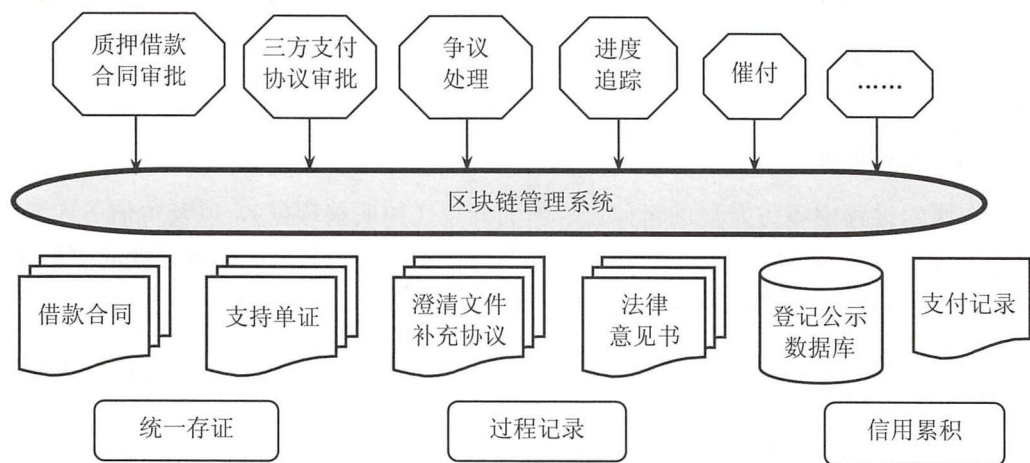 质押借款
合同审批
三方支付
协议审批
争议
处理
进度
追踪
催付
……
区块链管理系统
借款合同
支持单证
澄清文件
补充协议
法律
意见书
登记公示
数据库
支付记录
统一存证
过程记录
信用累积